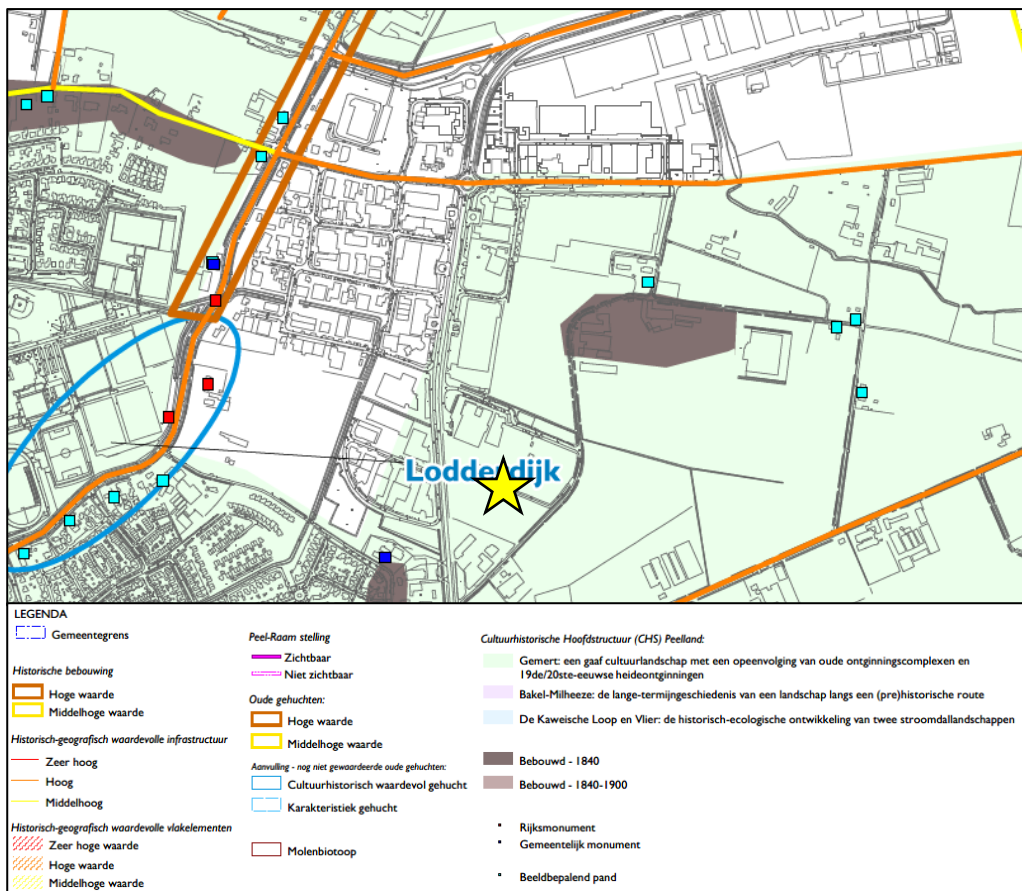 Lodderdijk
LEGENDA
Gemeentegrens
Historische bebouwing
Hoge waarde
Middelhoge waarde
Historisch-geografisch waardevolle infrastructuur
Zeer hoog
Hoog
Middelhoog
Historisch-geografisch waardevolle vlakelementen
Zeer hoge waarde
Hoge waarde
Middelhoge waarde
Peel-Raam stelling
Zichtbaar
Niet zichtbaar
Oude gehuchten:
Hoge waarde
Middelhoge waarde
Aanvulling - nog niet gewaardeerde oude gehuchten:
Cultuurhistorisch waardevol gehucht
Karakteristiek gehucht
Molenbiotoop
Cultuurhistorische Hoofdstructuur (CHS) Peelland:
Gemert: een gaaf cultuurlandschap met een opeenvolging van oude ontginningscomplexen en
19de/20ste-eeuwse heideontginningen
Bakel-Milheeze: de lange-termijngeschiedenis van een landschap langs een (pre)historische route
De Kaweische Loop en Vlier: de historisch-ecologische ontwikkeling van twee stroomdallandschappen
Bebouwd - 1840
Bebouwd - 1840-1900
Rijksmonument
Gemeentelijk monument
Beeldbepalend pand